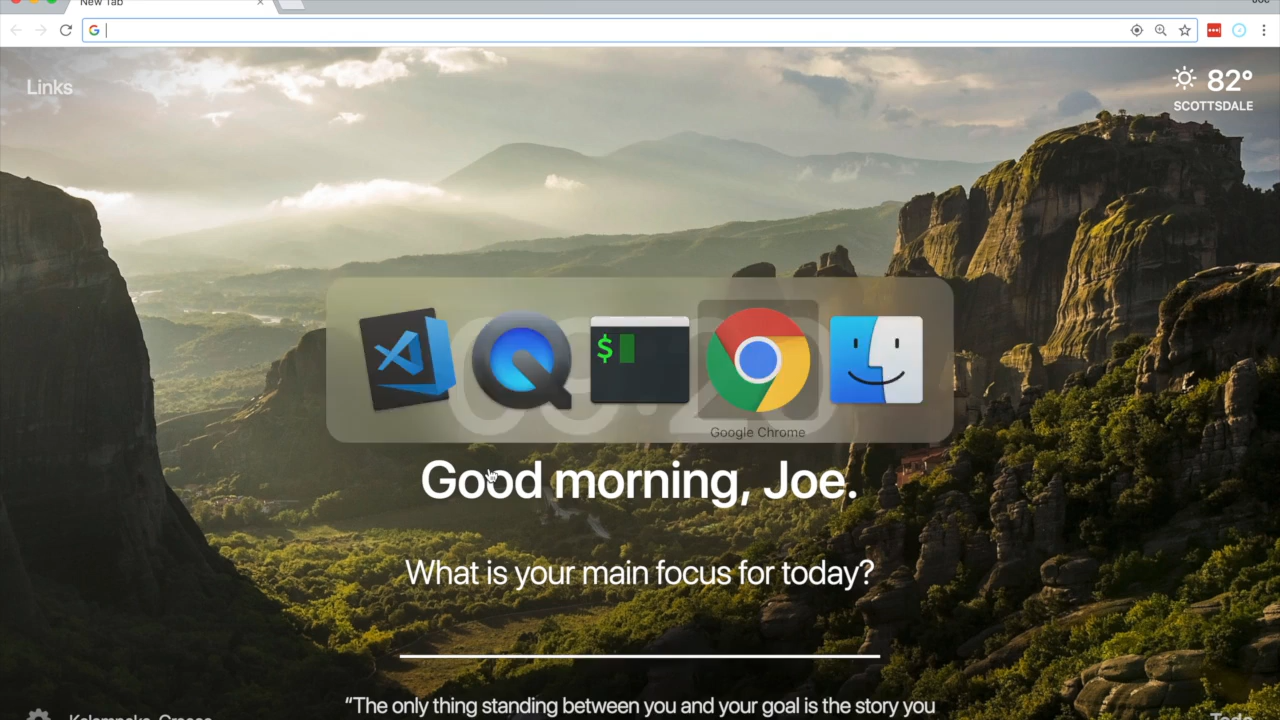 New Tab
Links
82°
SCOTTSDALE
$
Google Chrome
Good morning, Joe.
What is your main focus for today?
“The only thing standing between you and your goal is the story you